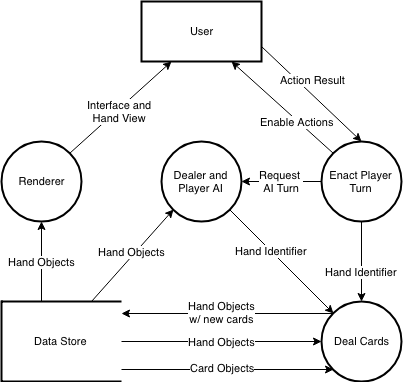 User
Action Result
Interface and
Hand View
Enable Actions
Renderer
Dealer and
Player AI
Request
AI Turn
Enact Player
Turn
Hand Objects
Hand Objects
Hand Identifier
Hand Identifier
Hand Objects
w/ new cards
Data Store
Hand Objects
Deal Cards
Card Objects